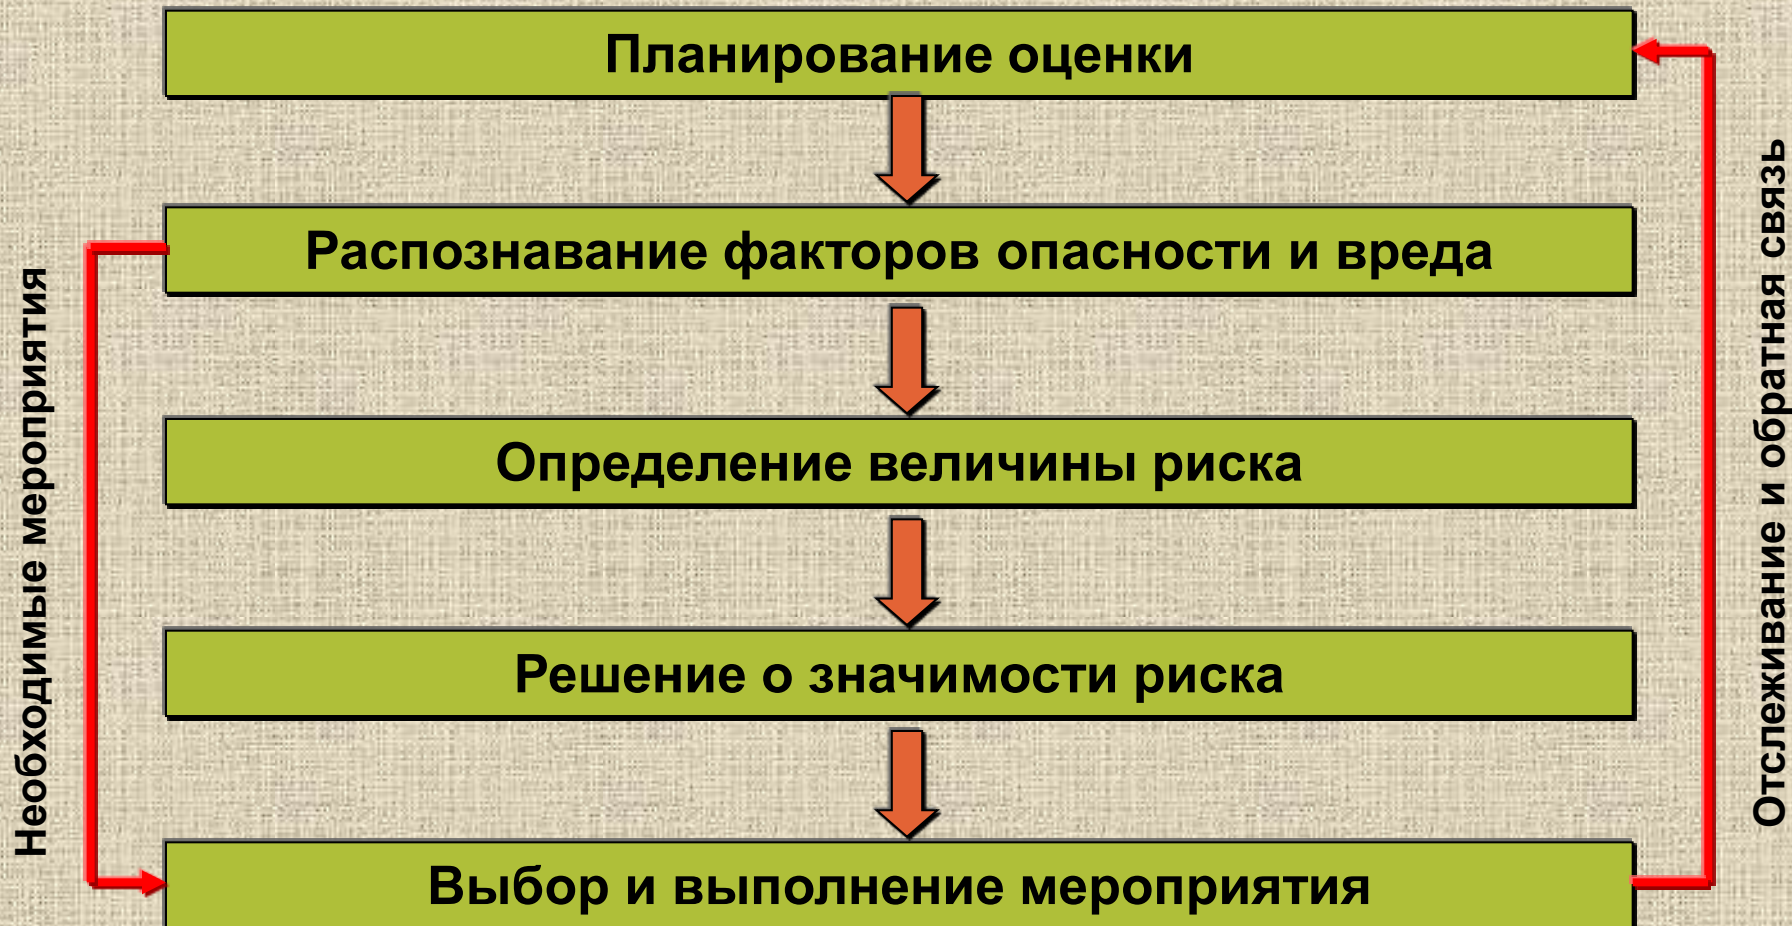 Планирование оценки
Распознавание факторов опасности и вреда
Определение величины риска
Решение о значимости риска
Выбор и выполнение мероприятия
Необходимые мероприятия
Отслеживание и обратная связь